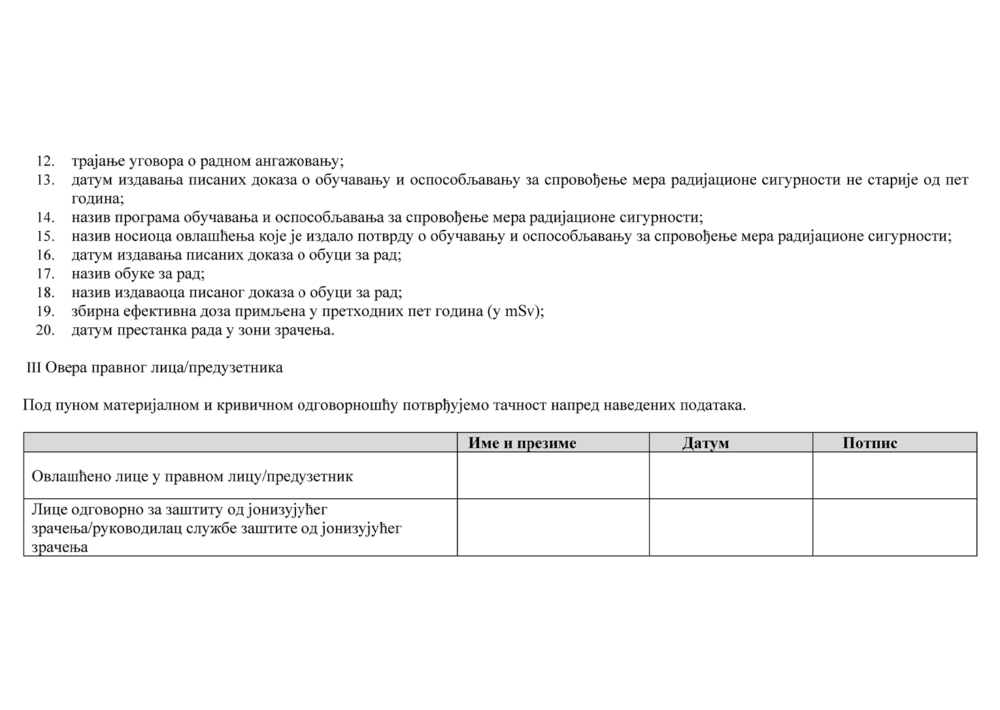 12. трајање уговора о радном ангажовању;
13. датум издавања писаних доказа о обучавању и оспособљавању за спровођење мера радијационе сигурности не старије од пет
година;
14. назив програма обучавања и оспособљавања за спровођење мера радијационе сигурности;
15. назив носиоца овлашћења које је издало потврду о обучавању и оспособљавању за спровођење мера радијационе сигурности;
16. датум издавања писаних доказа о обуци за рад;
17. назив обуке за рад;
18. назив издаваоца писаног доказа о обуци за рад;
19. збирна ефективна доза примљена у претходних пет година (у mSv);
20. датум престанка рада у зони зрачења.
III Овера правног лица/предузетника
Под пуном материјалном и кривичном одговорношћу потврђујемо тачност напред наведених података.
Име и презиме Датум Потпис
Овлашћено лице у правном лицу/предузетник
Лице одговорно за заштиту од јонизујућег
зрачења/руководилац службе заштите од јонизујућег
зрачења